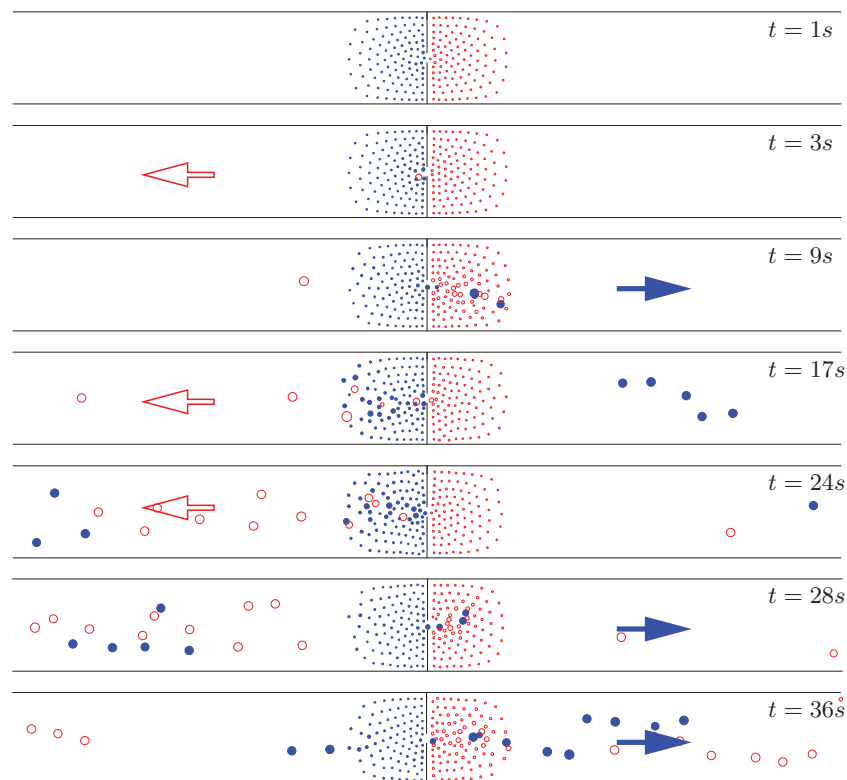 t = 1s
t = 3s
t = 9s
t = 17s
t = 24s
t = 28s
t = 36s